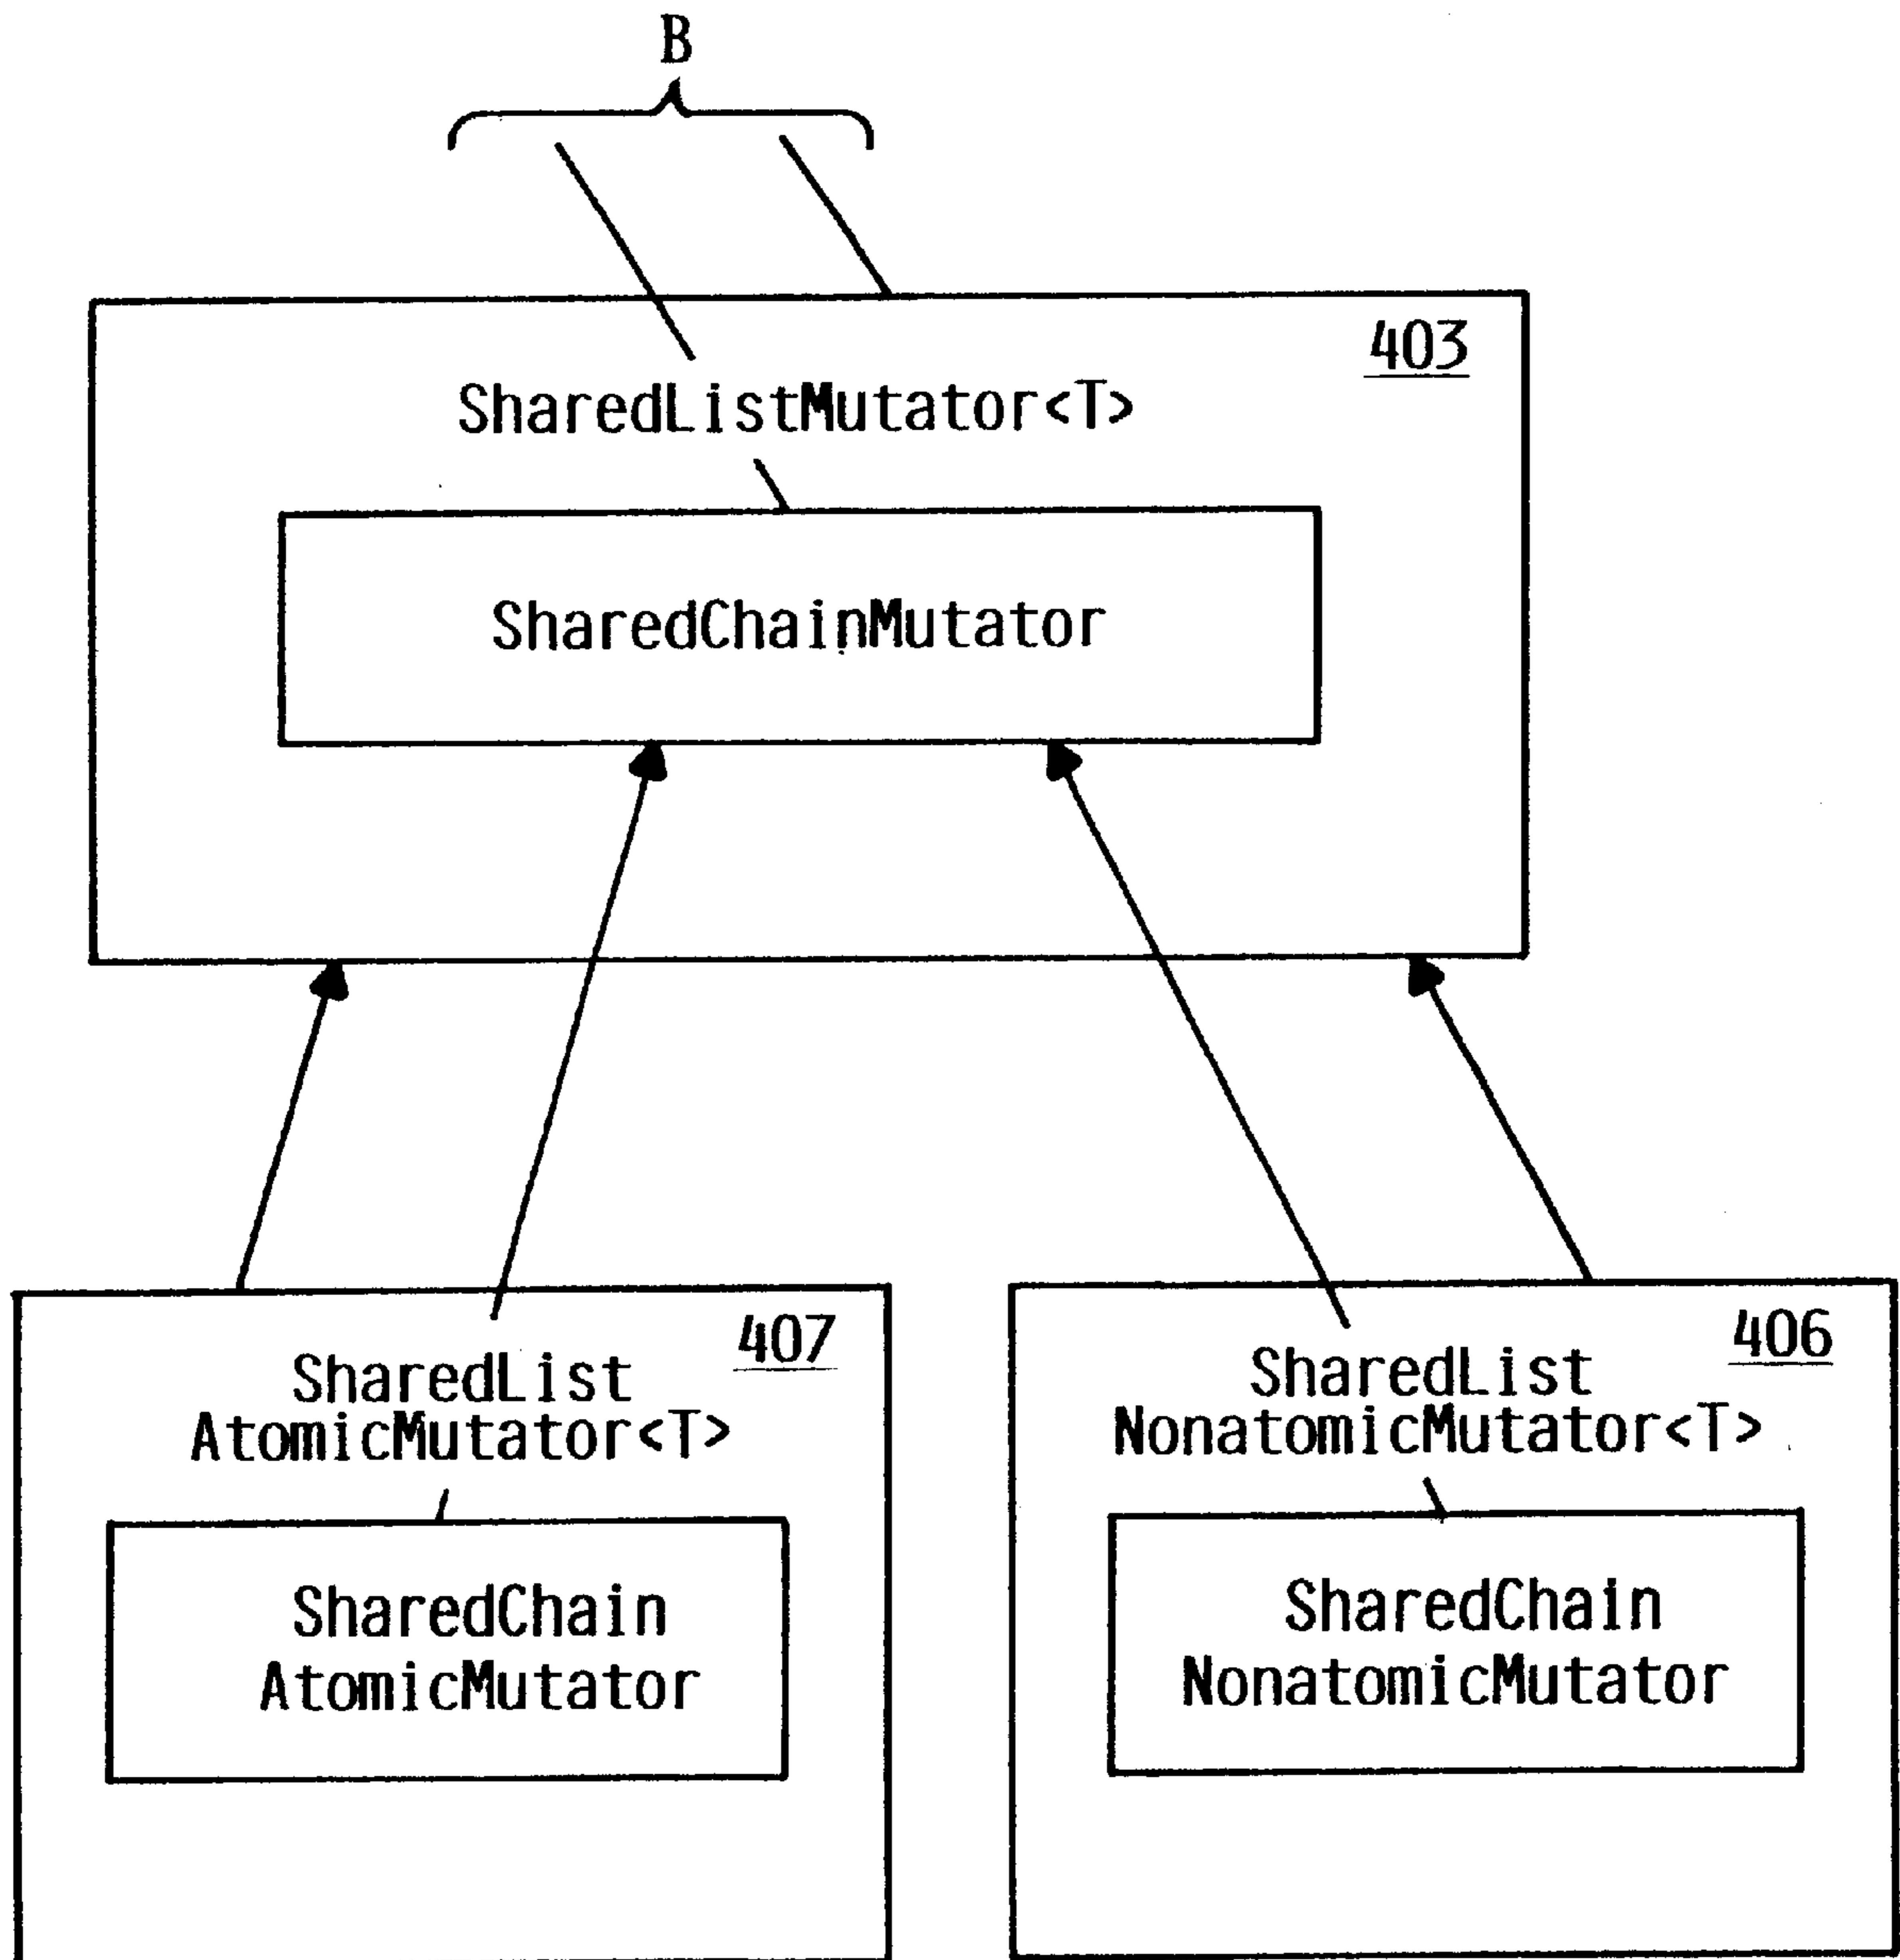 B
403
SharedListMutator<T>
SharedChainMutator
407
SharedList
AtomicMutator<T>
SharedChain
AtomicMutator
406
SharedList
NonatomicMutator<T>
SharedChain
NonatomicMutator